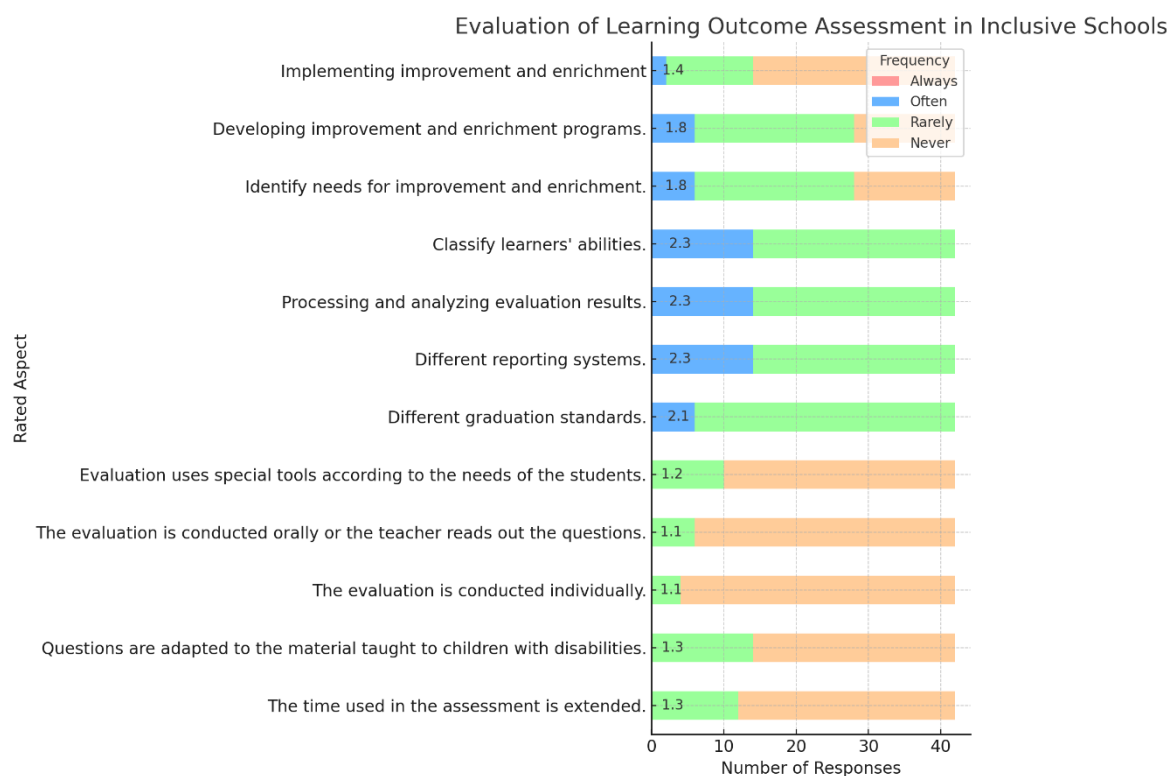 Evaluation of Learning Outcome Assessment in Inclusive Schools
Frequency
Always
Often
Rarely
Never
Rated Aspect
Implementing improvement and enrichment
1.4
Developing improvement and enrichment programs.
1.8
Identify needs for improvement and enrichment.
1.8
Classify learners' abilities.
2.3
Processing and analyzing evaluation results.
2.3
Different reporting systems.
2.3
Different graduation standards.
2.1
Evaluation uses special tools according to the needs of the students.
1.2
The evaluation is conducted orally or the teacher reads out the questions.
1.1
The evaluation is conducted individually.
1.1
Questions are adapted to the material taught to children with disabilities.
1.3
The time used in the assessment is extended.
1.3
0 10 20 30 40
Number of Responses